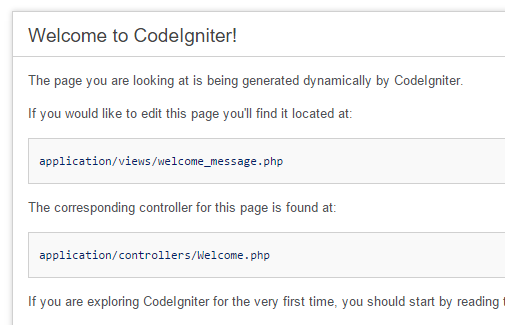 Welcome to CodeIgniter!
The page you are looking at is being generated dynamically by CodeIgniter.
If you would like to edit this page you'll find it located at:
application/views/welcome_message.php
The corresponding controller for this page is found at:
application/controllers/Welcome.php
If you are exploring CodeIgniter for the very first time, you should start by reading